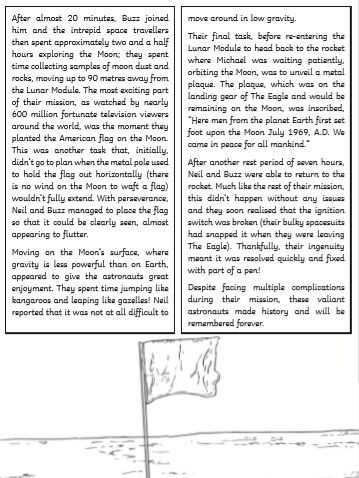 After almost 20 minutes, Buzz joined
him and the intrepid space travellers
then spent approximately two and a half
hours exploring the Moon; they spent
time collecting samples of moon dust and
rocks, moving up to 90 metres away from
the Lunar Module. The most exciting part
of their mission, as watched by nearly
600 million fortunate television viewers
around the world, was the moment they
planted the American flag on the Moon.
This was another task that, initially,
didn't go to plan when the metal pole used
to hold the flag out horizontally (there
is no wind on the Moon to waft a flag)
wouldn't fully extend. With perseverance,
Neil and Buzz managed to place the flag
so that it could be clearly seen, almost
appearing to flutter.
Moving on the Moon's surface, where
gravity is less powerful than on Earth,
appeared to give the astronauts great
enjoyment. They spent time jumping like
kangaroos and leaping like gazelles! Neil
reported that it was not at all difficult to
move around in low gravity.
Their final task, before re-entering the
Lunar Module to head back to the rocket
where Michael was waiting patiently,
orbiting the Moon, was to unveil a metal
plaque. The plaque, which was on the
landing gear of The Eagle and would be
remaining on the Moon, was inscribed,
"Here men from the planet Earth first set
foot upon the Moon July 1969, A.D. We
came in peace for all mankind."
After another rest period of seven hours,
Neil and Buzz were able to return to the
rocket. Much like the rest of their mission,
this didn't happen without any issues
and they soon realised that the ignition
switch was broken (their bulky spacesuits
had snapped it when they were leaving
The Eagle). Thankfully, their ingenuity
meant it was resolved quickly and fixed
with part of a pen!
Despite facing multiple complications
during their mission, these valiant
astronauts made history and will be
remembered forever.